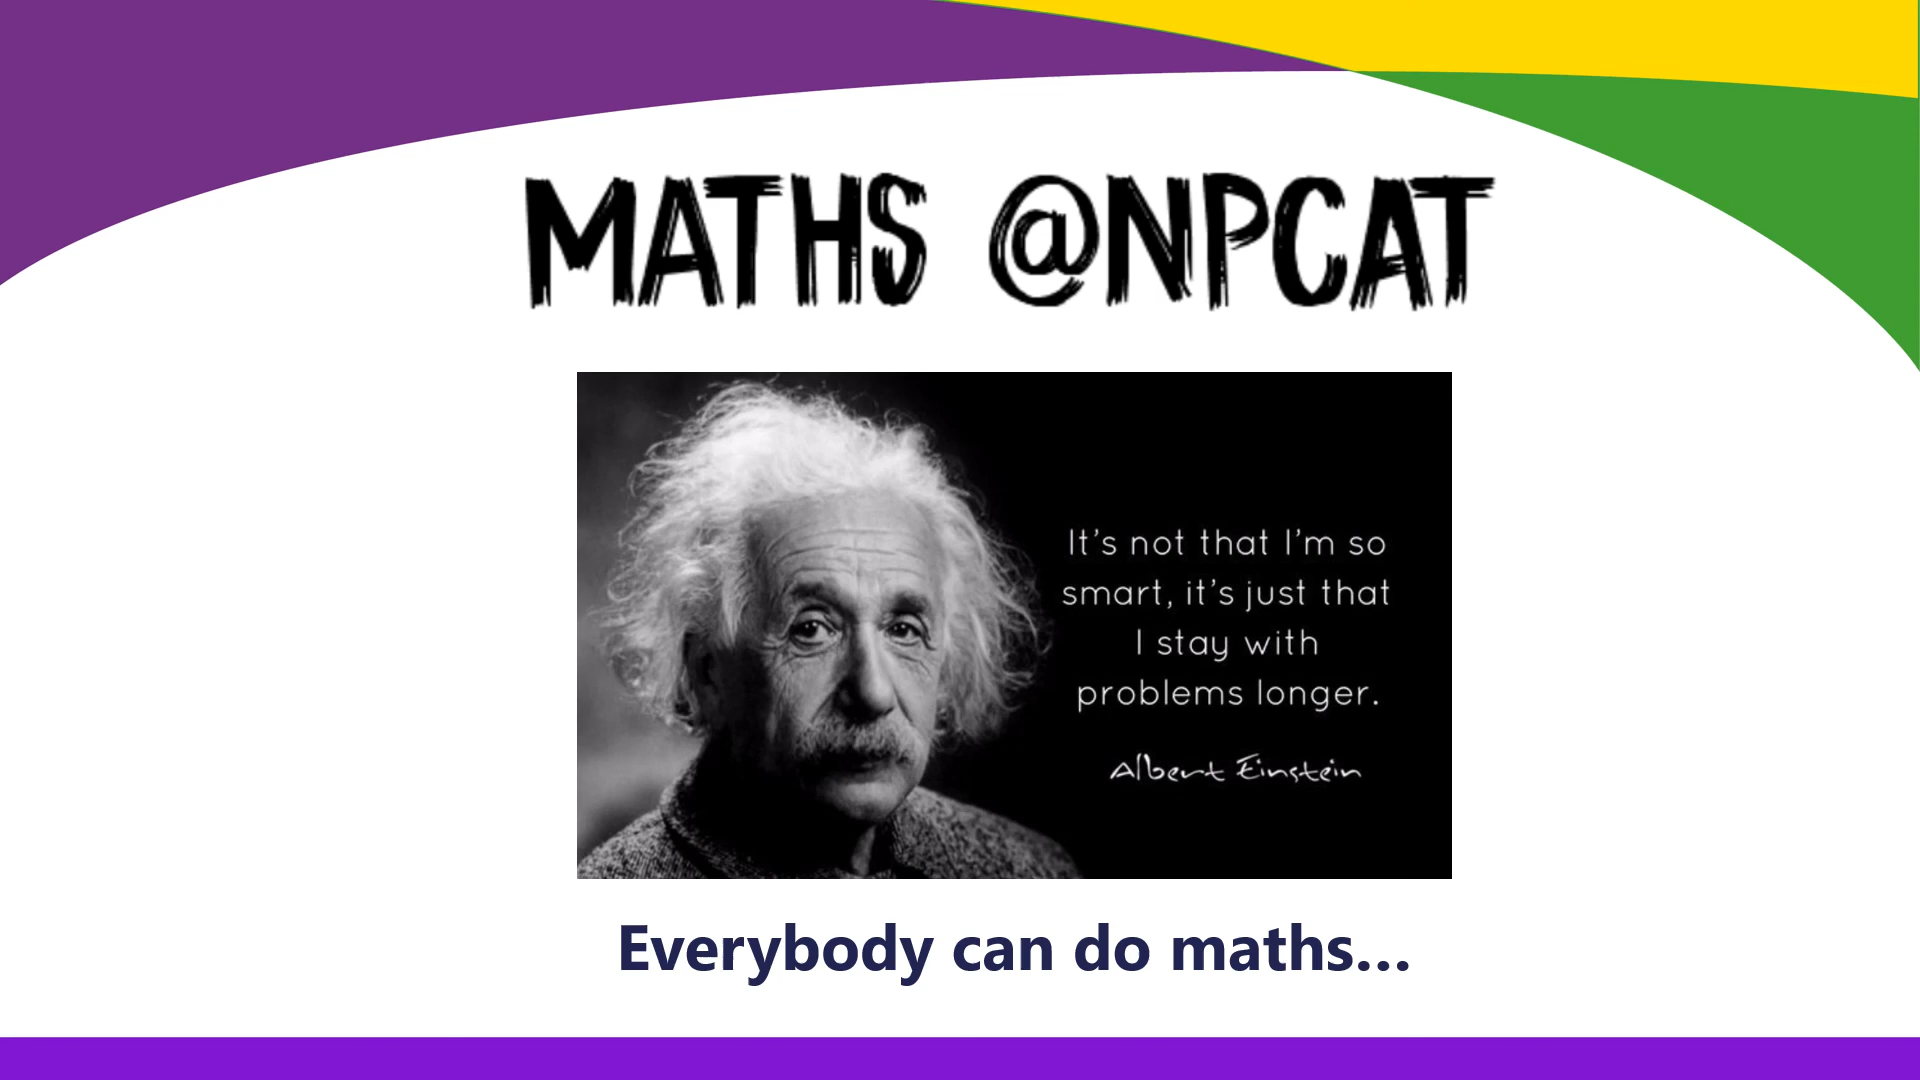 MATHS @NPCAT
It's not that I'm so
smart, it's just that
I stay with
problems longer.
Albert Einstein
Everybody can do maths...